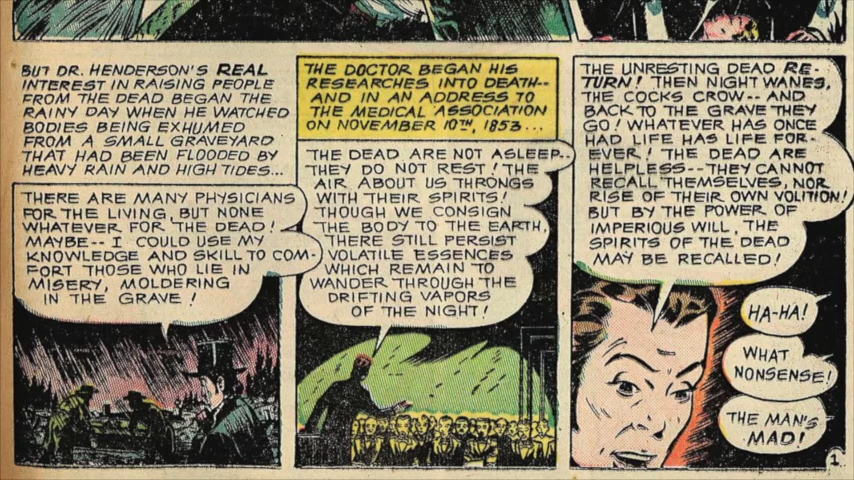 BUT DR. HENDERSON'S REAL
INTEREST IN RAISING PEOPLE
FROM THE DEAD BEGAN THE
RAINY DAY WHEN HE WATCHED
BODIES BEING EXHUMED
FROM A SMALL GRAVEYARD
THAT HAD BEEN FLOODED BY
HEAVY RAIN AND HIGH TIDES...
THERE ARE MANY PHYSICIANS
FOR THE LIVING, BUT NONE
WHATEVER FOR THE DEAD!
MAYBE-- I COULD USE MY
KNOWLEDGE AND SKILL TO COM-
FORT THOSE WHO LIE IN
MISERY, MOLDERING
IN THE GRAVE!
THE DOCTOR BEGAN HIS
RESEARCHES INTO DEATH--
AND IN AN ADDRESS TO
THE MEDICAL ASSOCIATION
ON NOVEMBER 10TH, 1853...
THE DEAD ARE NOT ASLEEP--
THEY DO NOT REST! THE
AIR ABOUT US THRONGS
WITH THEIR SPIRITS!
THOUGH WE CONSIGN
THE BODY TO THE EARTH,
THERE STILL PERSIST
VOLATILE ESSENCES
WHICH REMAIN TO
WANDER THROUGH THE
DRIFTING VAPORS
OF THE NIGHT!
THE UNRESTING DEAD RE-
TURN! THEN NIGHT WANES,
THE COCKS CROW-- AND
BACK TO THE GRAVE THEY
GO! WHATEVER HAS ONCE
HAD LIFE HAS LIFE FOR-
EVER! THE DEAD ARE
HELPLESS--THEY CANNOT
RECALL THEMSELVES, NOR
RISE OF THEIR OWN VOLITION!
BUT BY THE POWER OF
IMPERIOUS WILL, THE
SPIRITS OF THE DEAD
MAY BE RECALLED!
HA-HA!
WHAT
NONSENSE!
THE MAN'S
MAD!
1